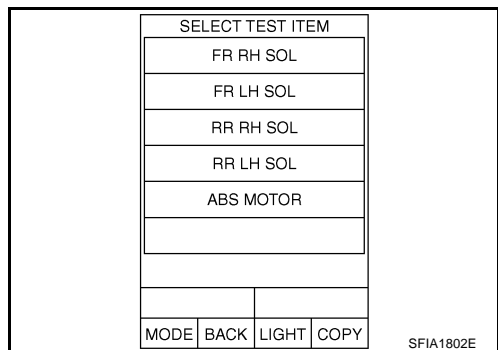 SELECT TEST ITEM
FR RH SOL
FR LH SOL
RR RH SOL
RR LH SOL
ABS MOTOR
MODE BACK LIGHT COPY
SFIA1802E